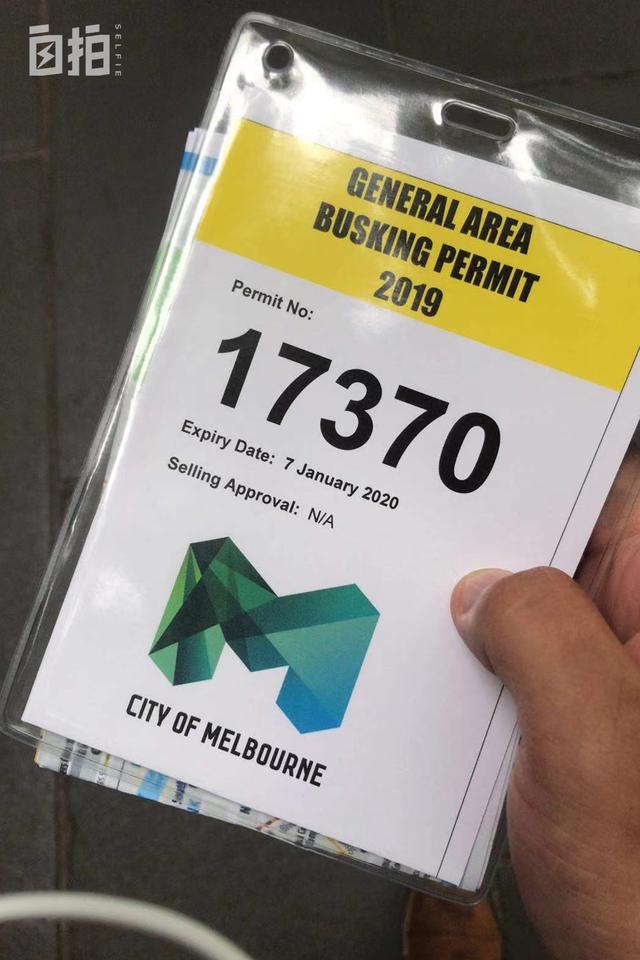 自拍
SELFIE
GENERAL AREA
BUSKING PERMIT
2019
Permit No:
17370
Expiry Date: 7 January 2020
Selling Approval: N/A
CITY OF MELBOURNE